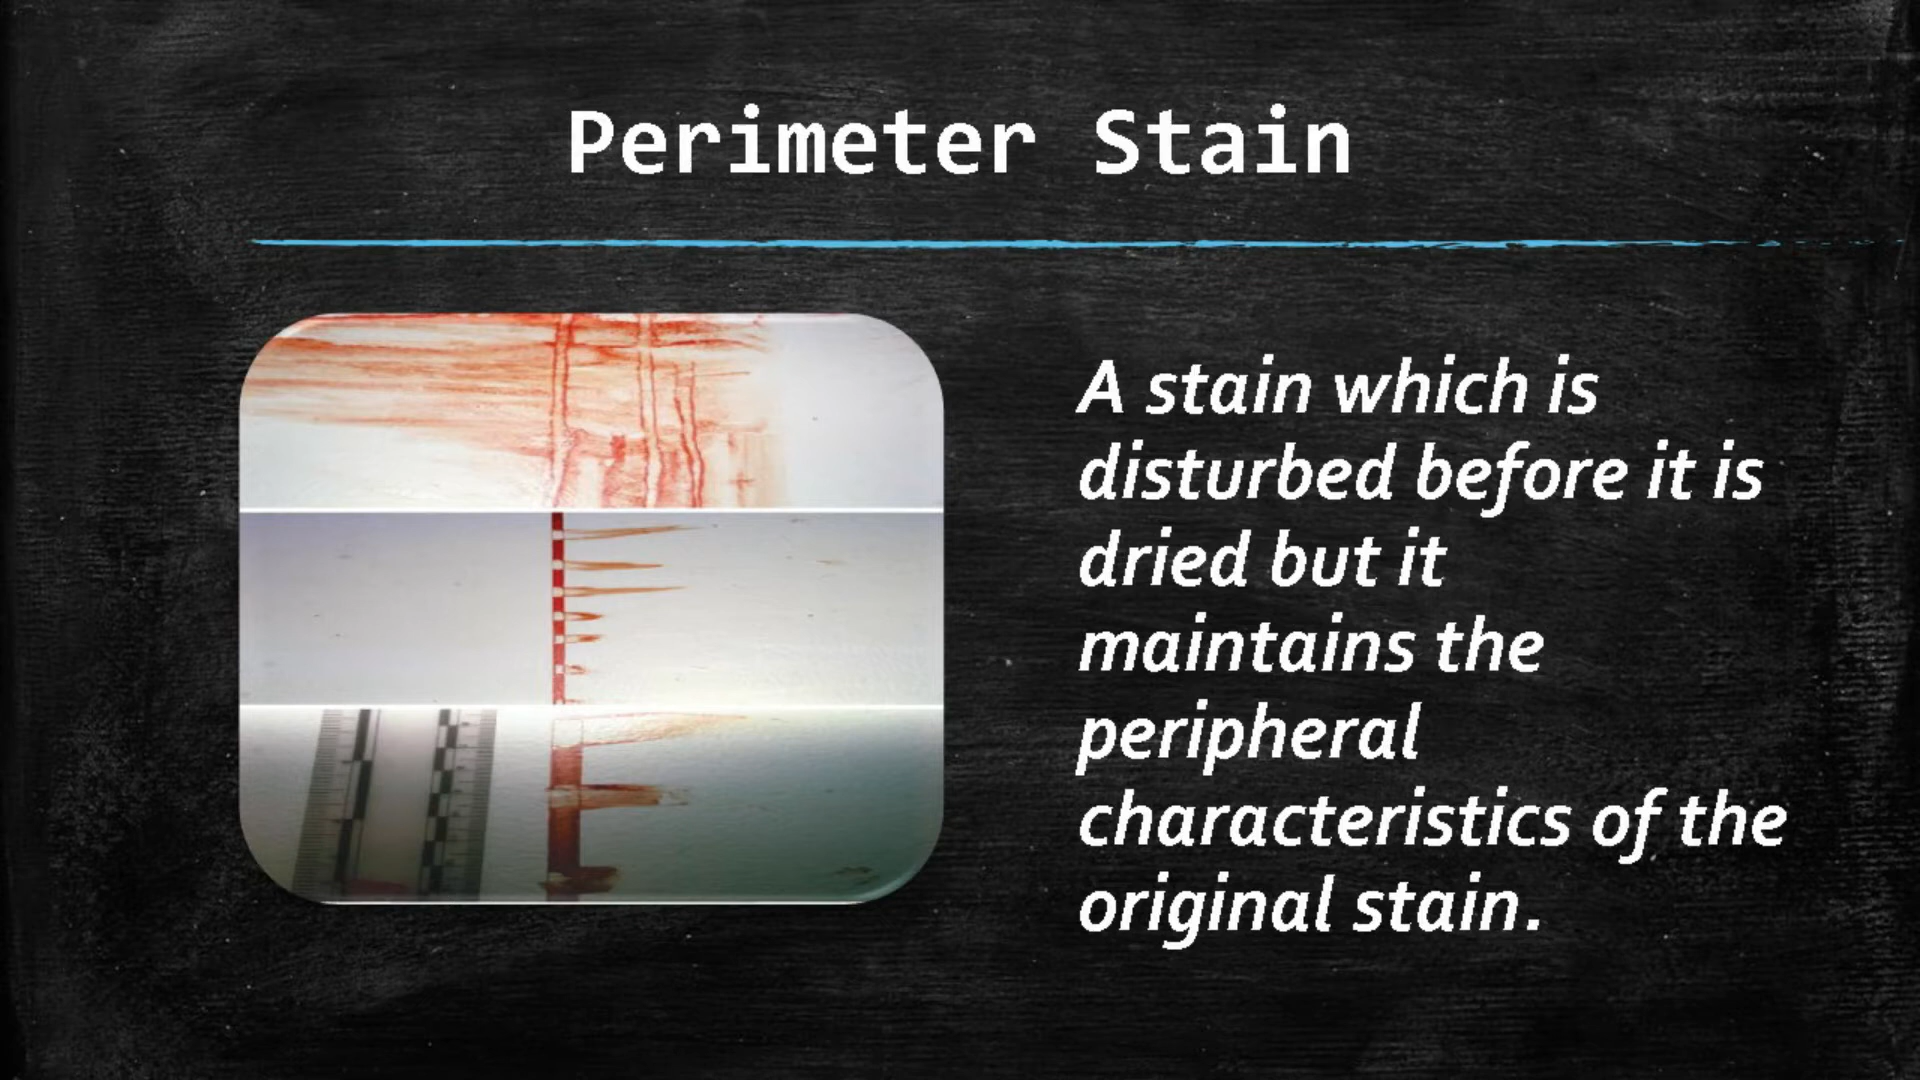 Perimeter Stain
A stain which is
disturbed before it is
dried but it
maintains the
peripheral
characteristics of the
original stain.